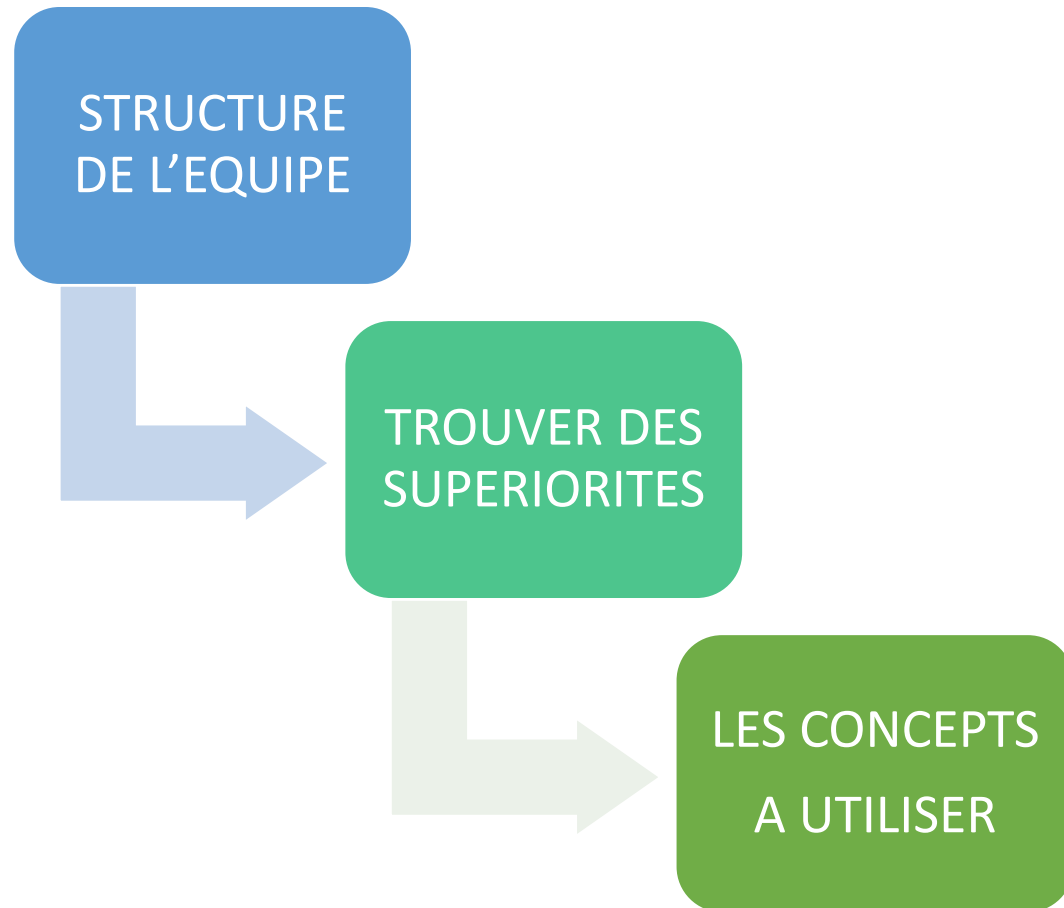 STRUCTURE
DE L’EQUIPE
TROUVER DES
SUPERIORITES
LES CONCEPTS
A UTILISER